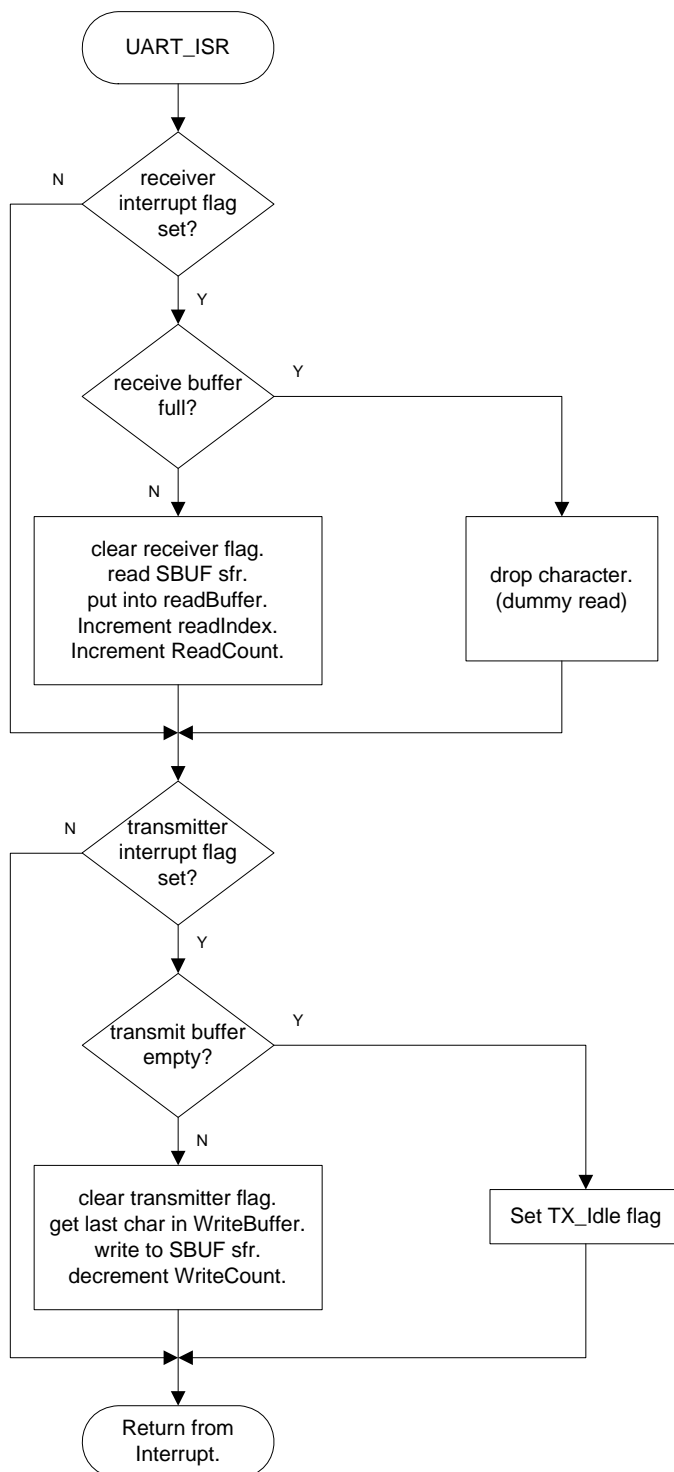 UART_ISR
receiver
interrupt flag
set?
N
Y
receive buffer
full?
Y
N
clear receiver flag.
read SBUF sfr.
put into readBuffer.
Increment readIndex.
Increment ReadCount.
drop character.
(dummy read)
transmitter
interrupt flag
set?
N
Y
transmit buffer
empty?
Y
N
clear transmitter flag.
get last char in WriteBuffer.
write to SBUF sfr.
decrement WriteCount.
Set TX_Idle flag
Return from
Interrupt.